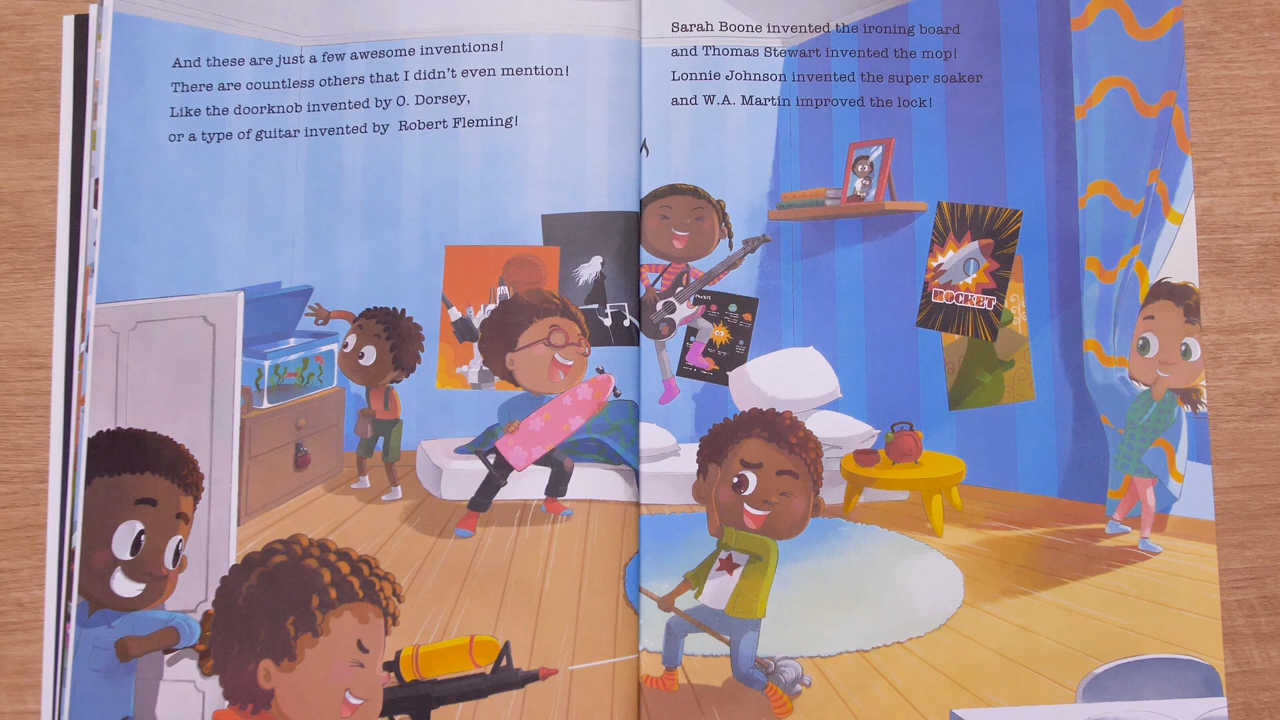 And these are just a few awesome inventions!
There are countless others that I didn't even mention!
Like the doorknob invented by O. Dorsey,
or a type of guitar invented by Robert Fleming!
Sarah Boone invented the ironing board
and Thomas Stewart invented the mop!
Lonnie Johnson invented the super soaker
and W.A. Martin improved the lock!
ROCKET